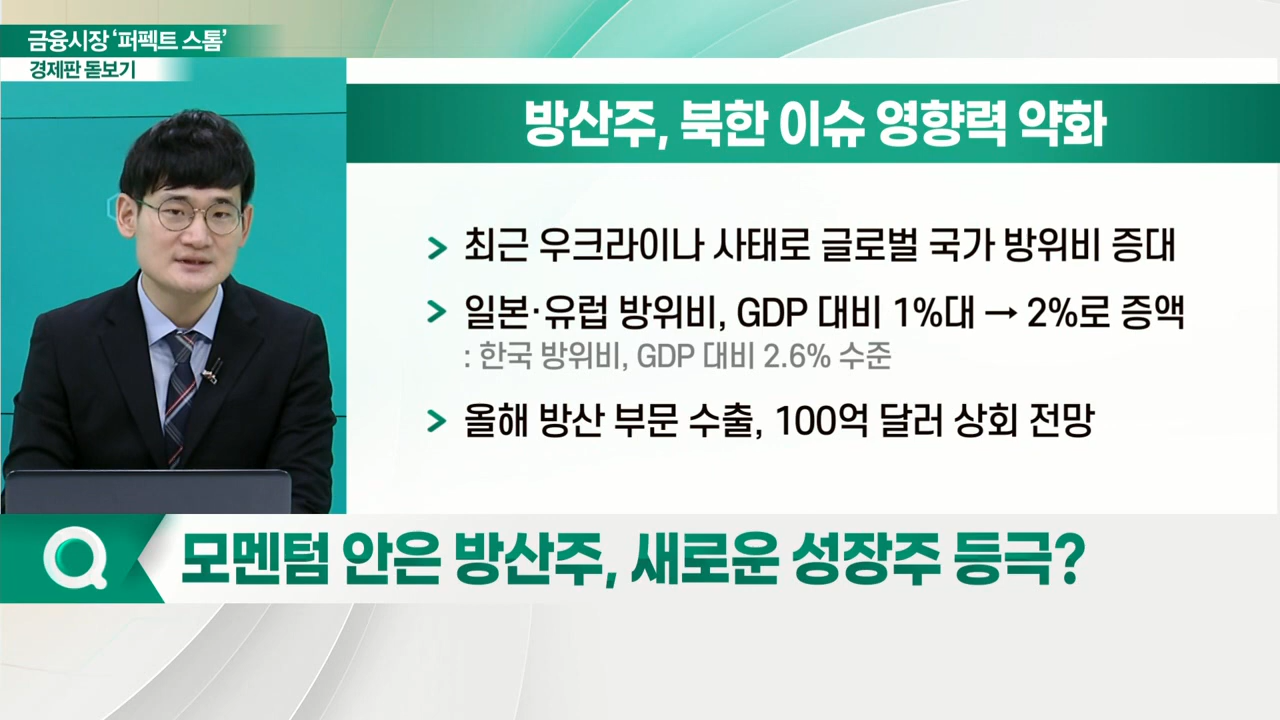 금융시장 ‘퍼펙트 스톰’
경제판 돋보기
방산주, 북한 이슈 영향력 약화
> 최근 우크라이나 사태로 글로벌 국가 방위비 증대
> 일본·유럽 방위비, GDP 대비 1%대 → 2%로 증액
: 한국 방위비, GDP 대비 2.6% 수준
> 올해 방산 부문 수출, 100억 달러 상회 전망
Q 모멘텀 안은 방산주, 새로운 성장주 등극?